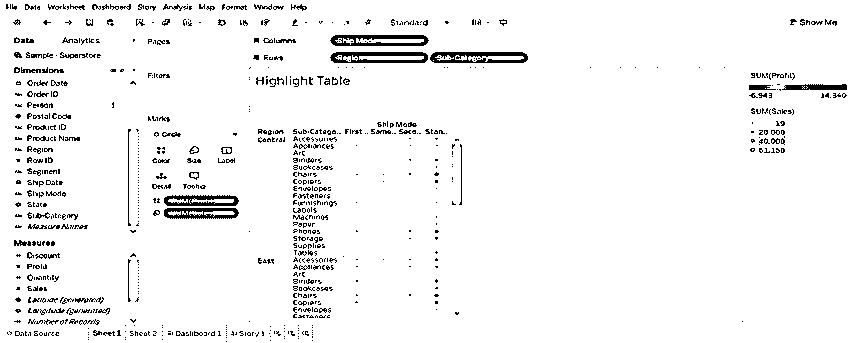 File Data Worksheet Dashboard Story Analysis Map Format Window Help
Standard
Show Me
Data Analytics
Sample - Superstore
Dimensions
Order Date
Order ID
Person
Postal Code
Product ID
Product Name
Region
Row ID
Segment
Ship Date
Ship Mode
State
Sub-Category
Measure Names
Measures
Discount
Profit
Quantity
Sales
Latitude (generated)
Longitude (generated)
Number of Records
Pages
Filters
Marks
Circle
Color Size Label
Detail Tooltip
Columns Ship Mode
Rows Region Sub-Category
Highlight Table
Ship Mode
Region Sub-Catego.. First .. Same.. Seco.. Stan..
Central Accessories
Appliances
Art
Binders
Bookcases
Chairs
Copiers
Envelopes
Fasteners
Furnishings
Labels
Machines
Paper
Phones
Storage
Supplies
Tables
East Accessories
Appliances
Art
Binders
Bookcases
Chairs
Copiers
Envelopes
Fasteners
SUM(Profit)
-6,943 14,340
SUM(Sales)
19
20,000
40,000
61,150
Data Source Sheet 1 Sheet 2 Dashboard 1 Story 1